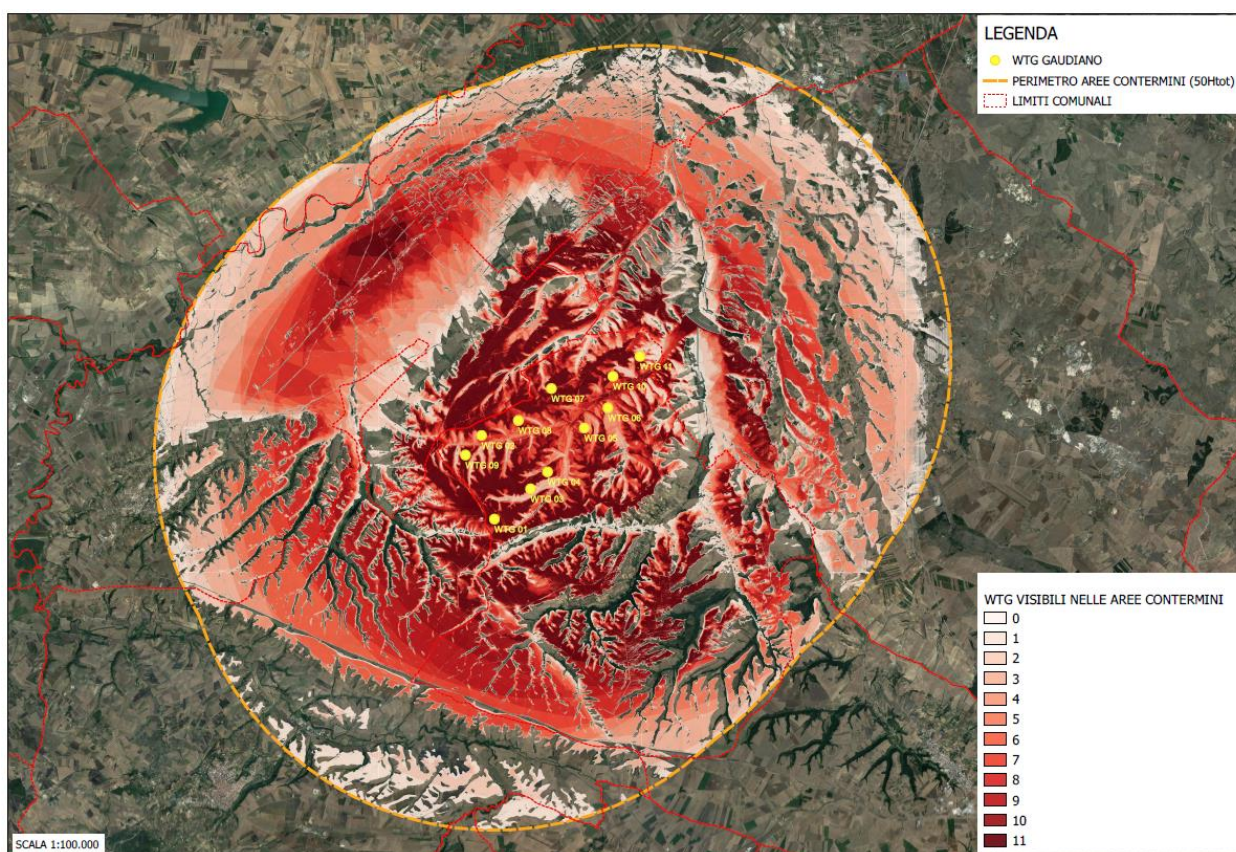 LEGENDA
WTG GAUDIANO
PERIMETRO AREE CONTERMINI (50Htot)
LIMITI COMUNALI
WTG 11
WTG 10
WTG 07
WTG 06
WTG 08
WTG 05
WTG 09
WTG 04
WTG 03
WTG 01
WTG VISIBILI NELLE AREE CONTERMINI
0
1
2
3
4
5
6
7
8
9
10
11
SCALA 1:100.000